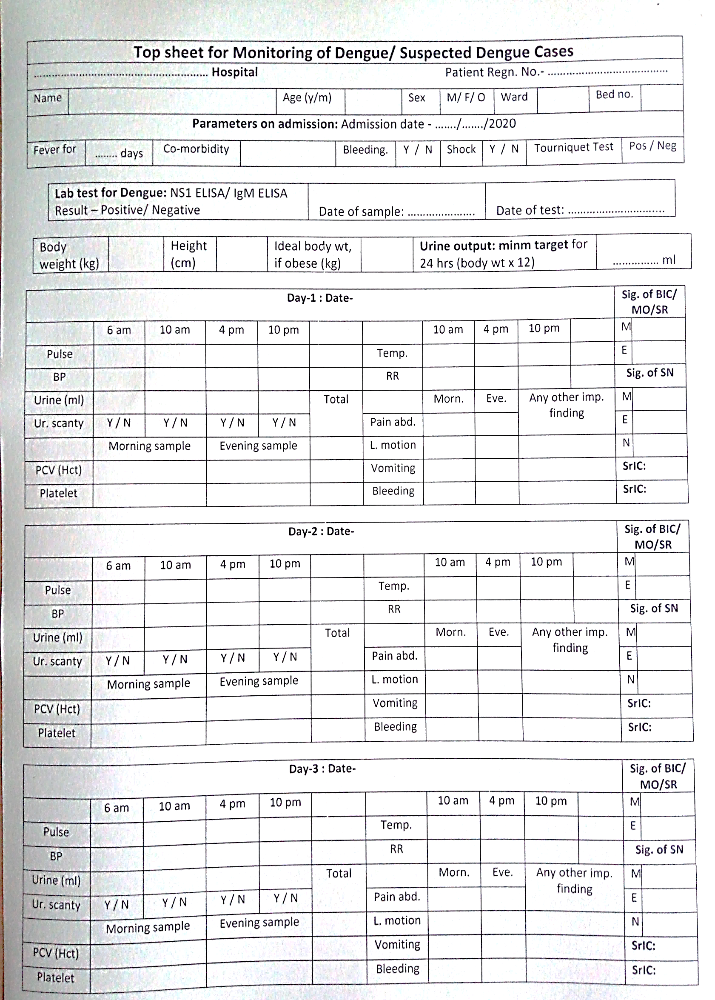 Top sheet for Monitoring of Dengue/ Suspected Dengue Cases
.................................................... Hospital Patient Regn. No.- ........................................
Name Age (y/m) Sex M/ F/ O Ward Bed no.
Parameters on admission: Admission date - ......./......./2020
Fever for ........ days Co-morbidity Bleeding. Y / N Shock Y / N Tourniquet Test Pos / Neg
Lab test for Dengue: NS1 ELISA/ IgM ELISA
Result – Positive/ Negative Date of sample: ...................... Date of test: ................................
Body Height Ideal body wt, Urine output: minm target for
weight (kg) (cm) if obese (kg) 24 hrs (body wt x 12) ............... ml
Day-1 : Date- Sig. of BIC/
MO/SR
6 am 10 am 4 pm 10 pm 10 am 4 pm 10 pm M
Pulse Temp. E
BP RR Sig. of SN
Urine (ml) Total Morn. Eve. Any other imp. M
finding
Ur. scanty Y / N Y / N Y / N Y / N Pain abd. E
Morning sample Evening sample L. motion N
PCV (Hct) Vomiting SrIC:
Platelet Bleeding SrIC:
Day-2 : Date- Sig. of BIC/
MO/SR
6 am 10 am 4 pm 10 pm 10 am 4 pm 10 pm M
Pulse Temp. E
BP RR Sig. of SN
Urine (ml) Total Morn. Eve. Any other imp. M
finding
Ur. scanty Y / N Y / N Y / N Y / N Pain abd. E
Morning sample Evening sample L. motion N
PCV (Hct) Vomiting SrIC:
Platelet Bleeding SrIC:
Day-3 : Date- Sig. of BIC/
MO/SR
6 am 10 am 4 pm 10 pm 10 am 4 pm 10 pm M
Pulse Temp. E
BP RR Sig. of SN
Urine (ml) Total Morn. Eve. Any other imp. M
finding
Ur. scanty Y / N Y / N Y / N Y / N Pain abd. E
Morning sample Evening sample L. motion N
PCV (Hct) Vomiting SrIC:
Platelet Bleeding SrIC: